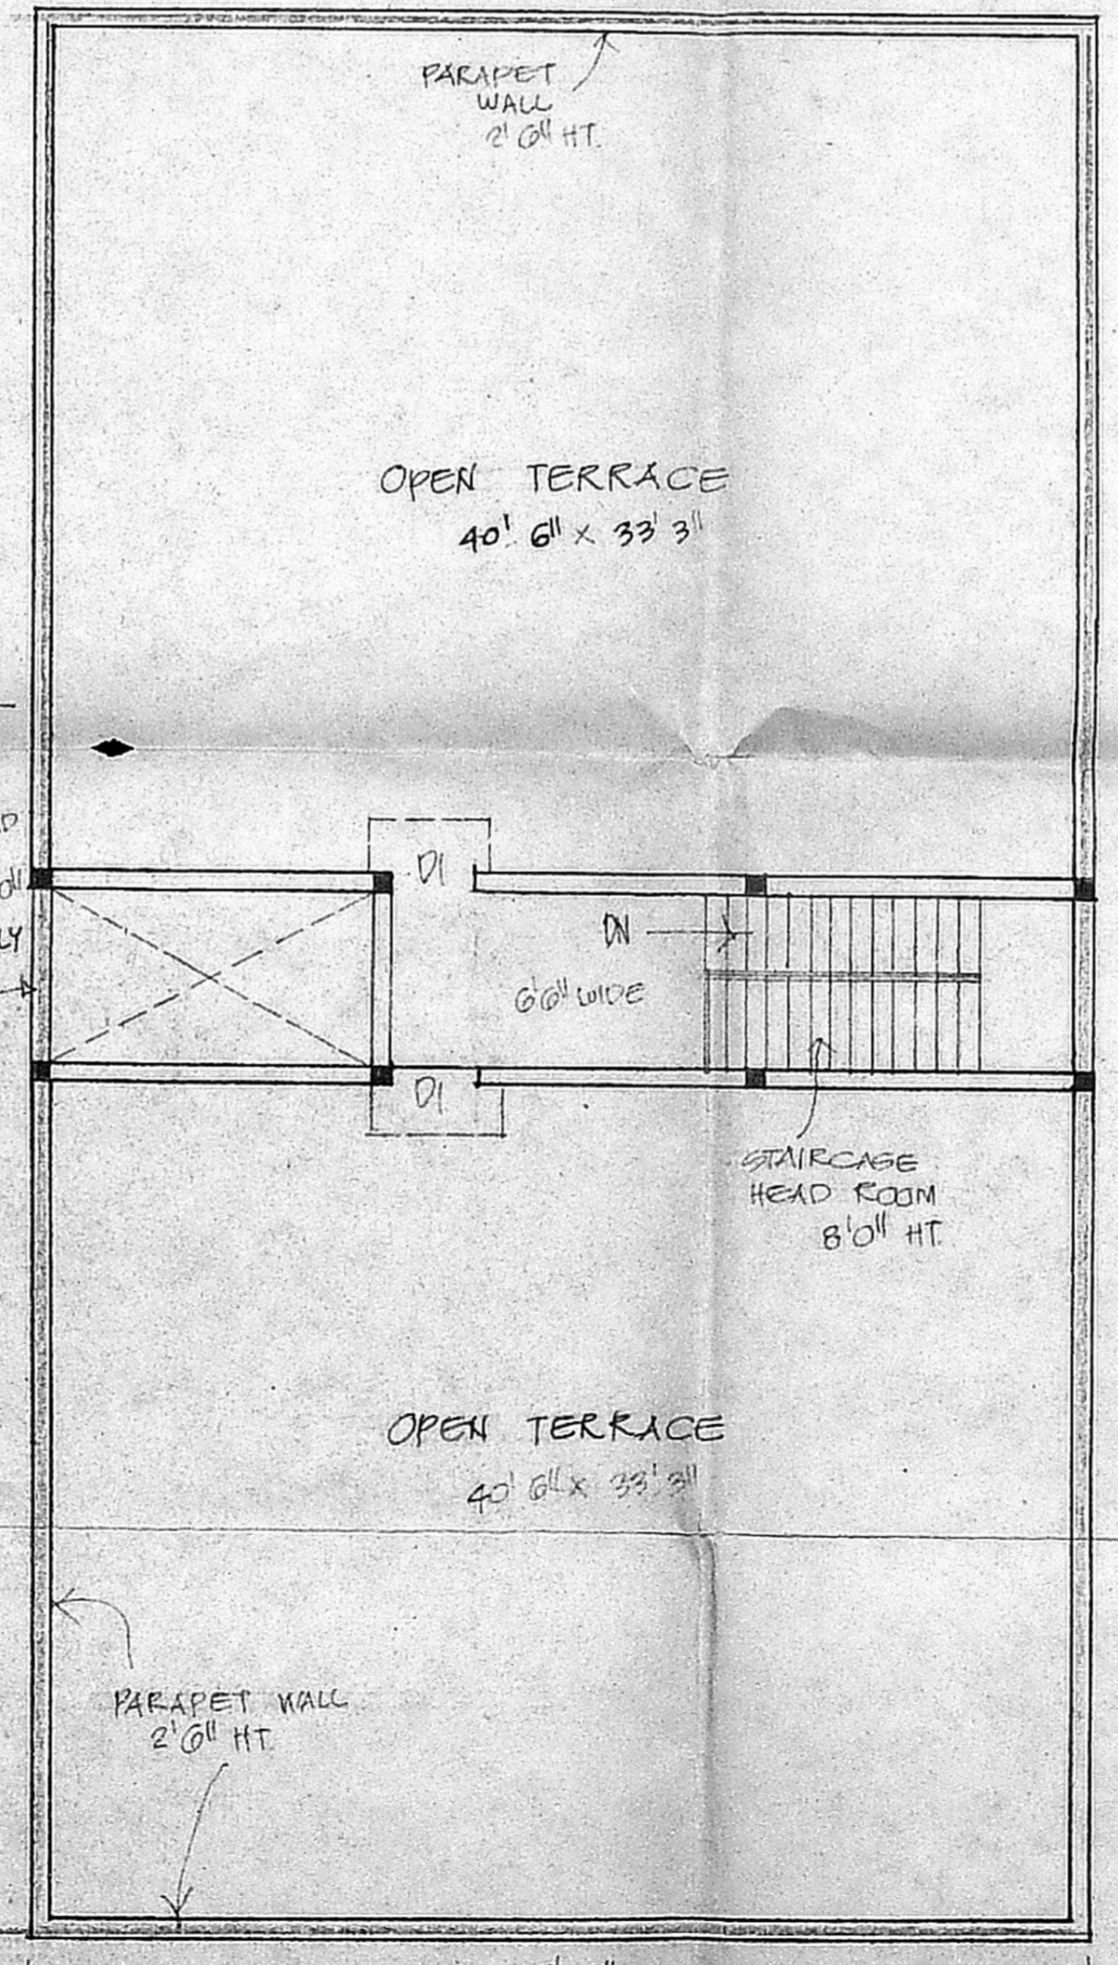 PARAPET
WALL
2' 6" HT.
OPEN TERRACE
40' 6" x 33' 3"
D1
DN
6'6" WIDE
D1
STAIRCASE
HEAD ROOM
8'0" HT.
OPEN TERRACE
40' 6" x 33' 3"
PARAPET WALL
2'6" HT.